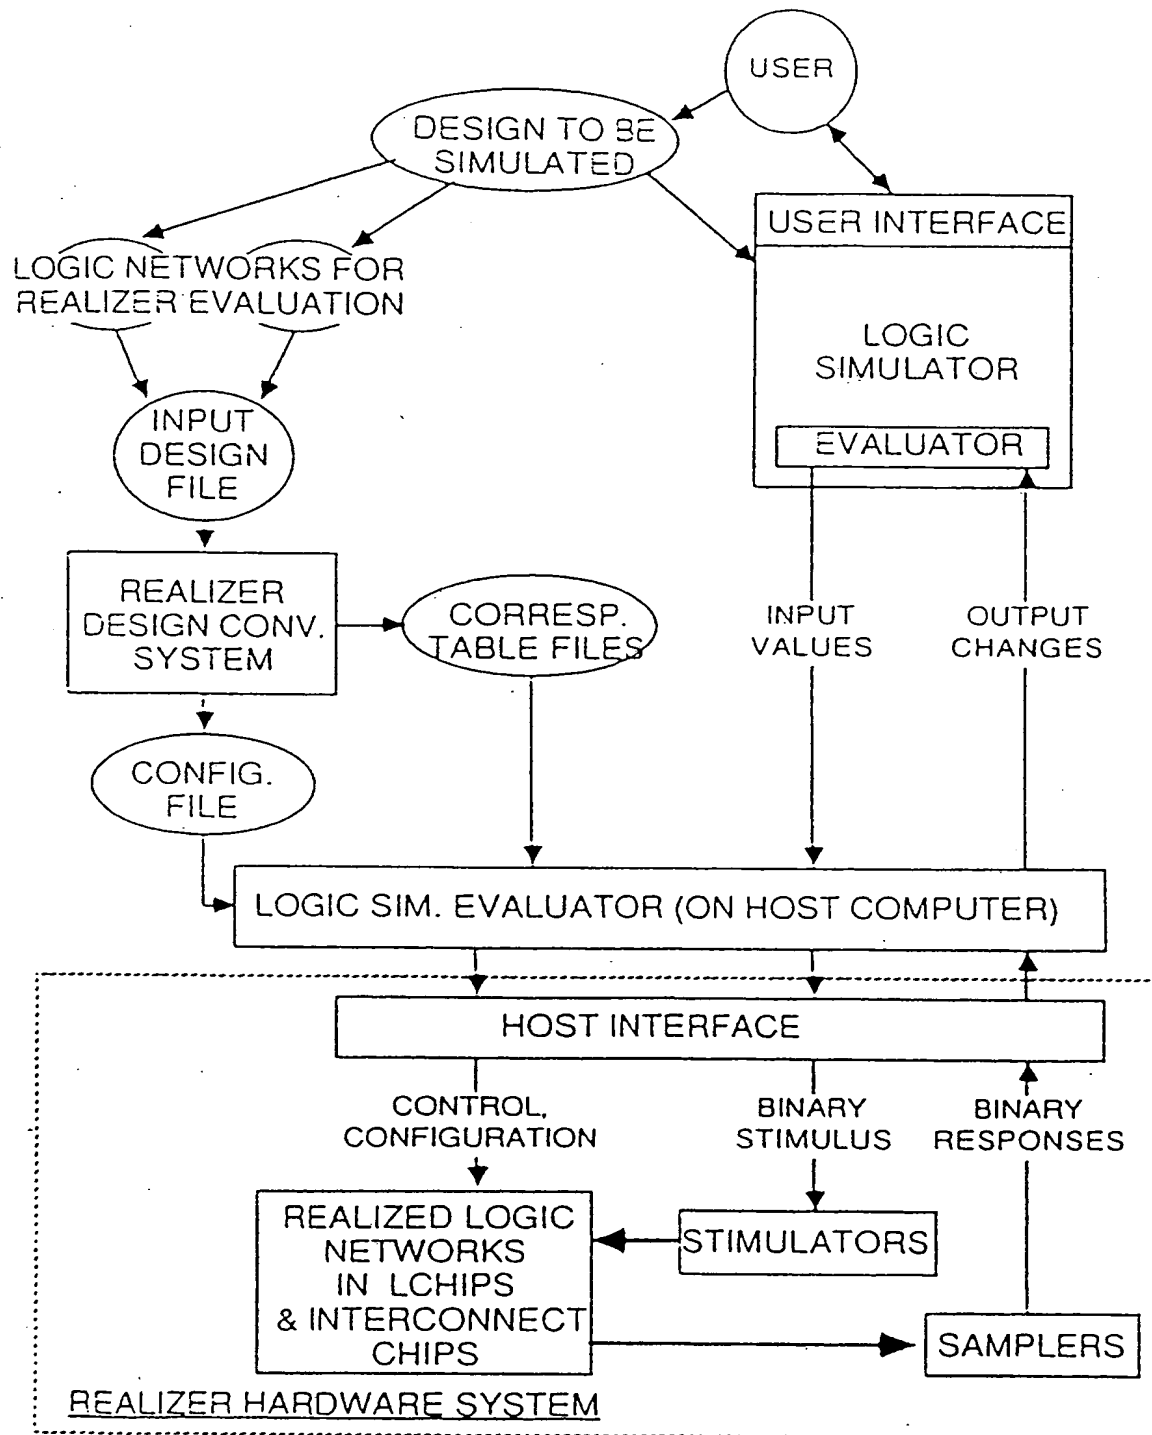 USER
DESIGN TO BE
SIMULATED
USER INTERFACE
LOGIC NETWORKS FOR
REALIZER EVALUATION
LOGIC
SIMULATOR
INPUT
DESIGN
FILE
EVALUATOR
REALIZER
DESIGN CONV.
SYSTEM
CORRESP.
TABLE FILES
INPUT
VALUES
OUTPUT
CHANGES
CONFIG.
FILE
LOGIC SIM. EVALUATOR (ON HOST COMPUTER)
HOST INTERFACE
CONTROL,
CONFIGURATION
BINARY
STIMULUS
BINARY
RESPONSES
REALIZED LOGIC
NETWORKS
IN LCHIPS
& INTERCONNECT
CHIPS
STIMULATORS
SAMPLERS
REALIZER HARDWARE SYSTEM